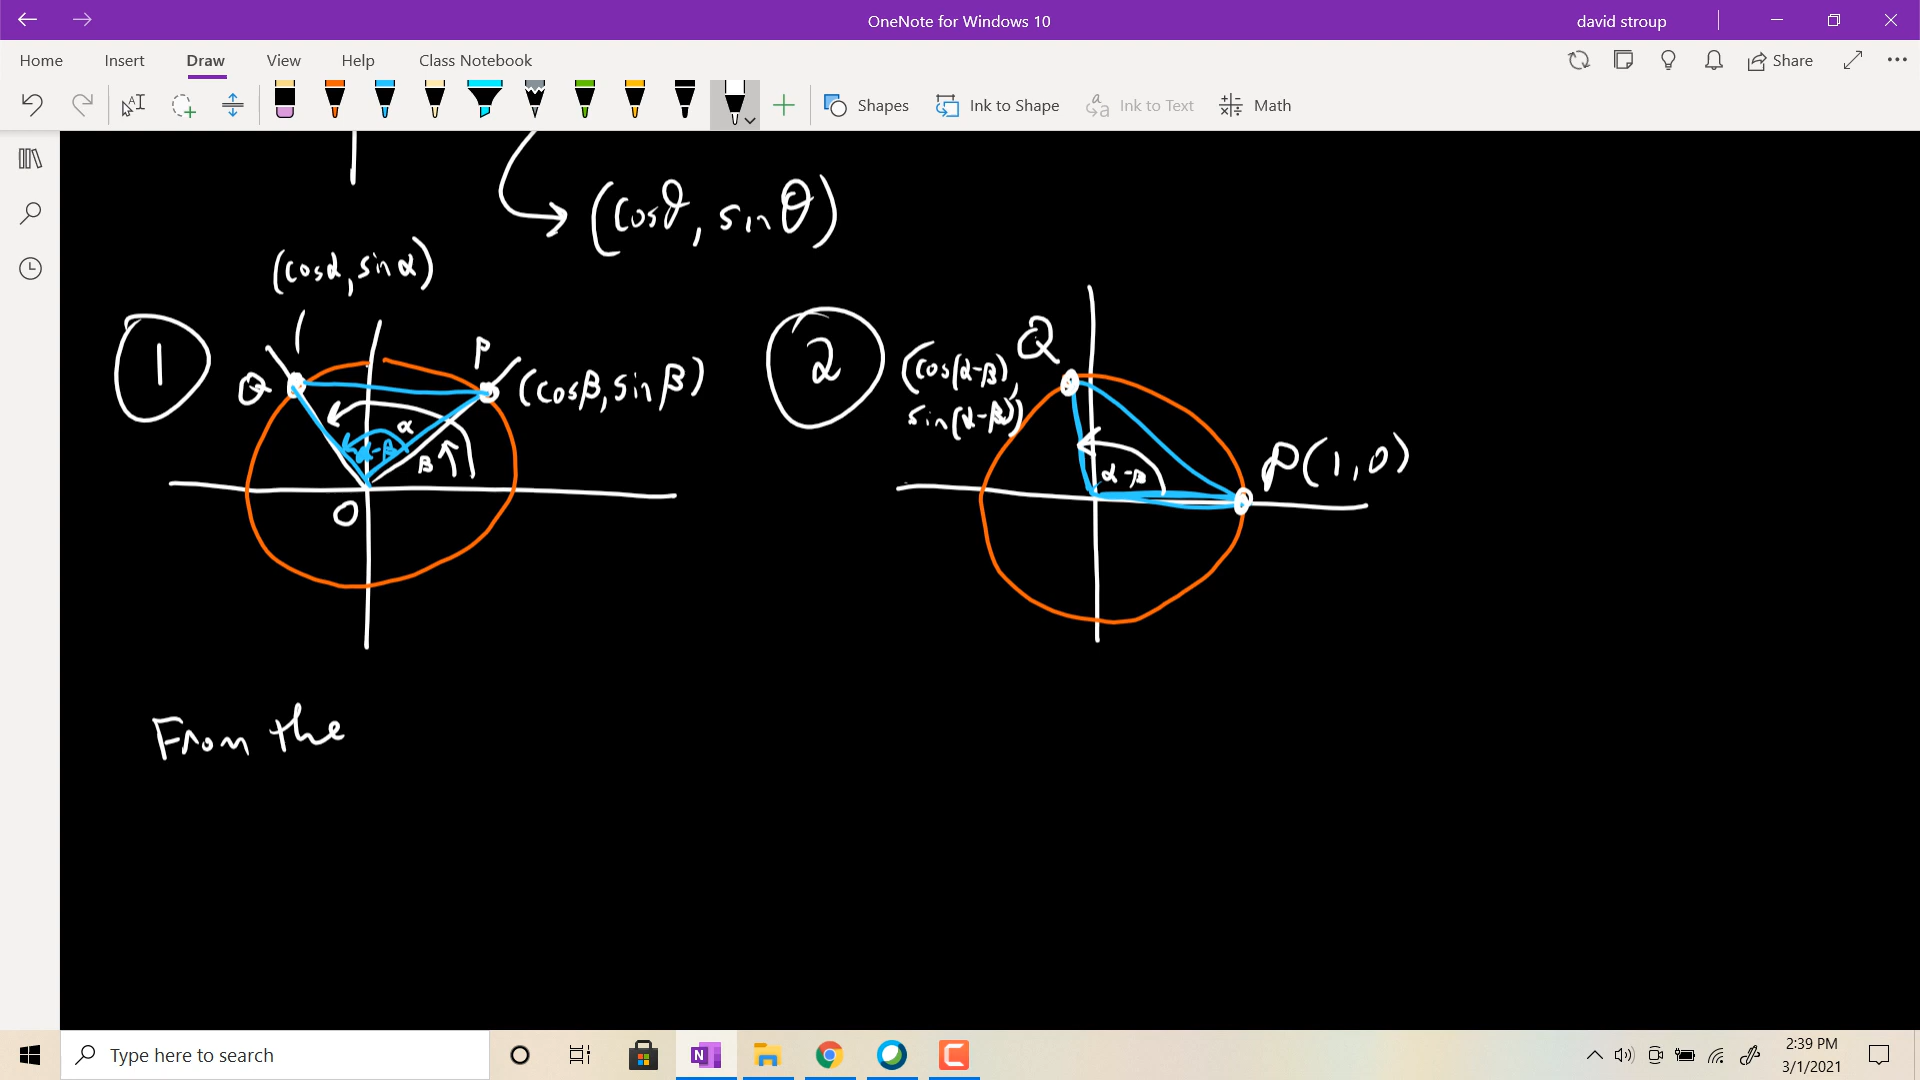 OneNote for Windows 10
david stroup
Home Insert Draw View Help Class Notebook
Share
Shapes Ink to Shape Ink to Text Math
(cosθ, sinθ)
(cosα, sinα)
1
Q
P
(cosβ, sinβ)
α
α-β
β
O
2
Q
(cos(α-β),
sin(α-β))
P(1,0)
α-β
From the
Type here to search
2:39 PM
3/1/2021